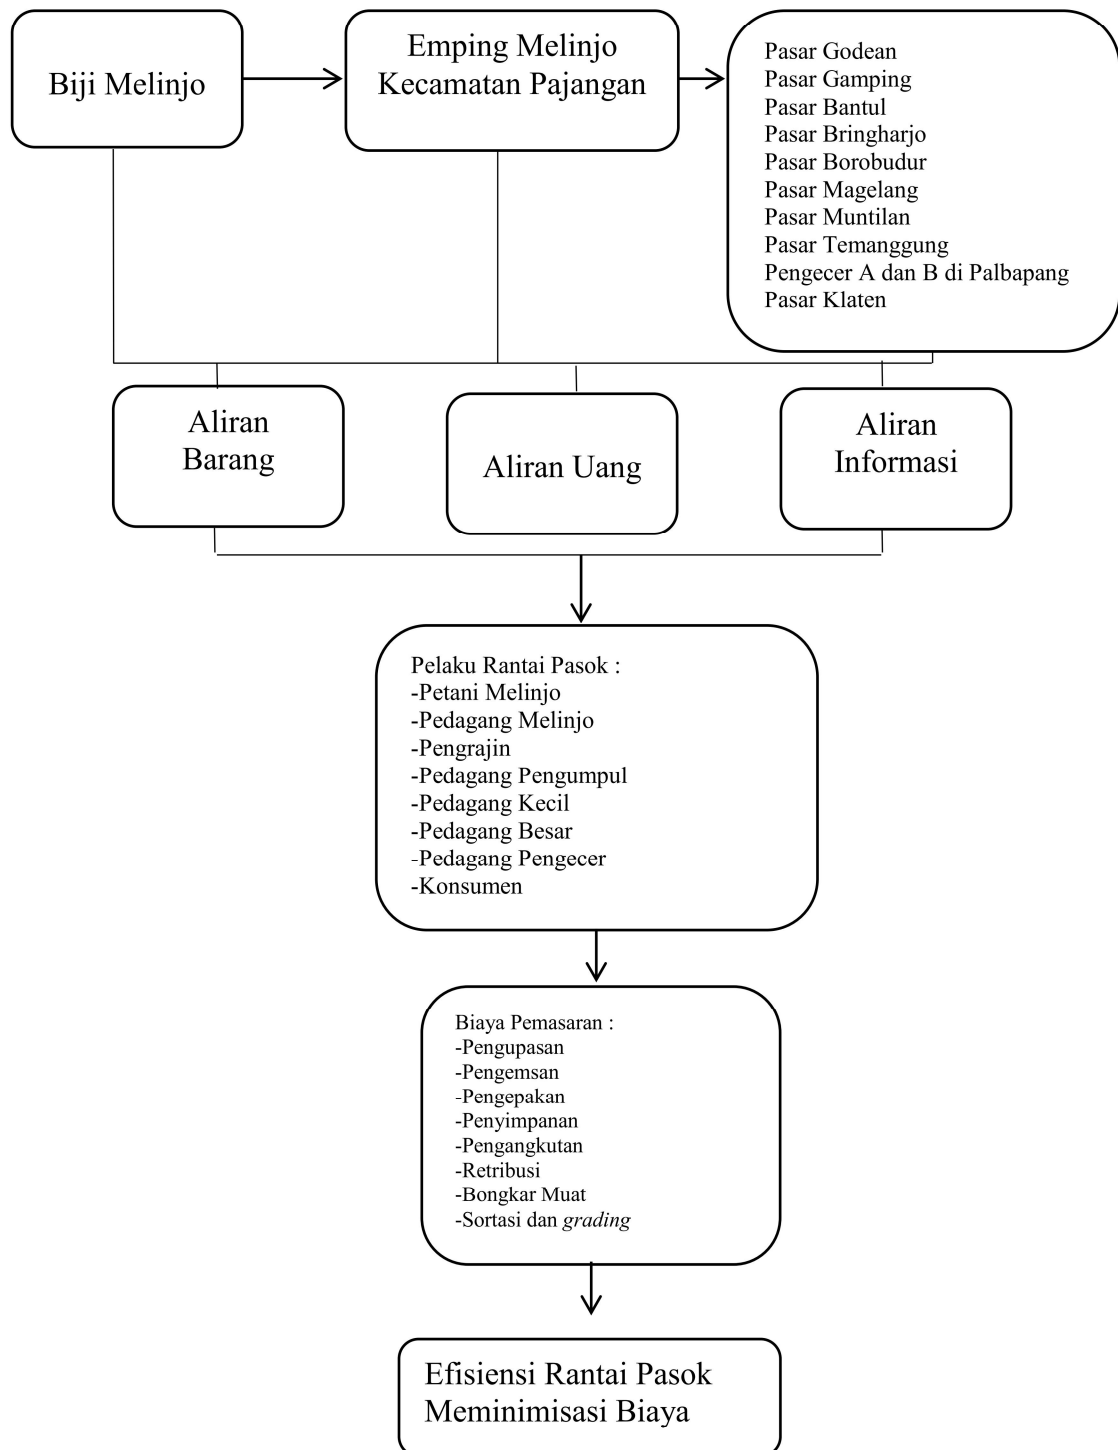 Biji Melinjo
Emping Melinjo
Kecamatan Pajangan
Pasar Godean
Pasar Gamping
Pasar Bantul
Pasar Bringharjo
Pasar Borobudur
Pasar Magelang
Pasar Muntilan
Pasar Temanggung
Pengecer A dan B di Palbapang
Pasar Klaten
Aliran
Barang
Aliran Uang
Aliran
Informasi
Pelaku Rantai Pasok :
-Petani Melinjo
-Pedagang Melinjo
-Pengrajin
-Pedagang Pengumpul
-Pedagang Kecil
-Pedagang Besar
-Pedagang Pengecer
-Konsumen
Biaya Pemasaran :
-Pengupasan
-Pengemsan
-Pengepakan
-Penyimpanan
-Pengangkutan
-Retribusi
-Bongkar Muat
-Sortasi dan grading
Efisiensi Rantai Pasok
Meminimisasi Biaya